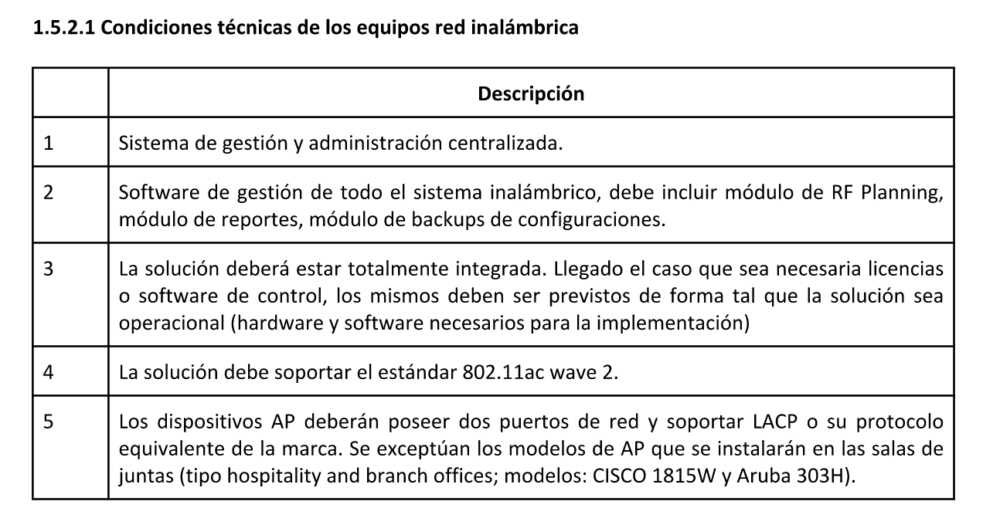 1.5.2.1 Condiciones técnicas de los equipos red inalámbrica
Descripción
1 Sistema de gestión y administración centralizada.
2 Software de gestión de todo el sistema inalámbrico, debe incluir módulo de RF Planning,
módulo de reportes, módulo de backups de configuraciones.
3 La solución deberá estar totalmente integrada. Llegado el caso que sea necesaria licencias
o software de control, los mismos deben ser previstos de forma tal que la solución sea
operacional (hardware y software necesarios para la implementación)
4 La solución debe soportar el estándar 802.11ac wave 2.
5 Los dispositivos AP deberán poseer dos puertos de red y soportar LACP o su protocolo
equivalente de la marca. Se exceptúan los modelos de AP que se instalarán en las salas de
juntas (tipo hospitality and branch offices; modelos: CISCO 1815W y Aruba 303H).